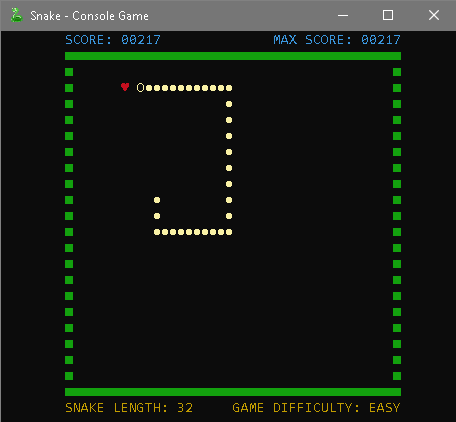 Snake - Console Game
SCORE: 00217 MAX SCORE: 00217
SNAKE LENGTH: 32 GAME DIFFICULTY: EASY